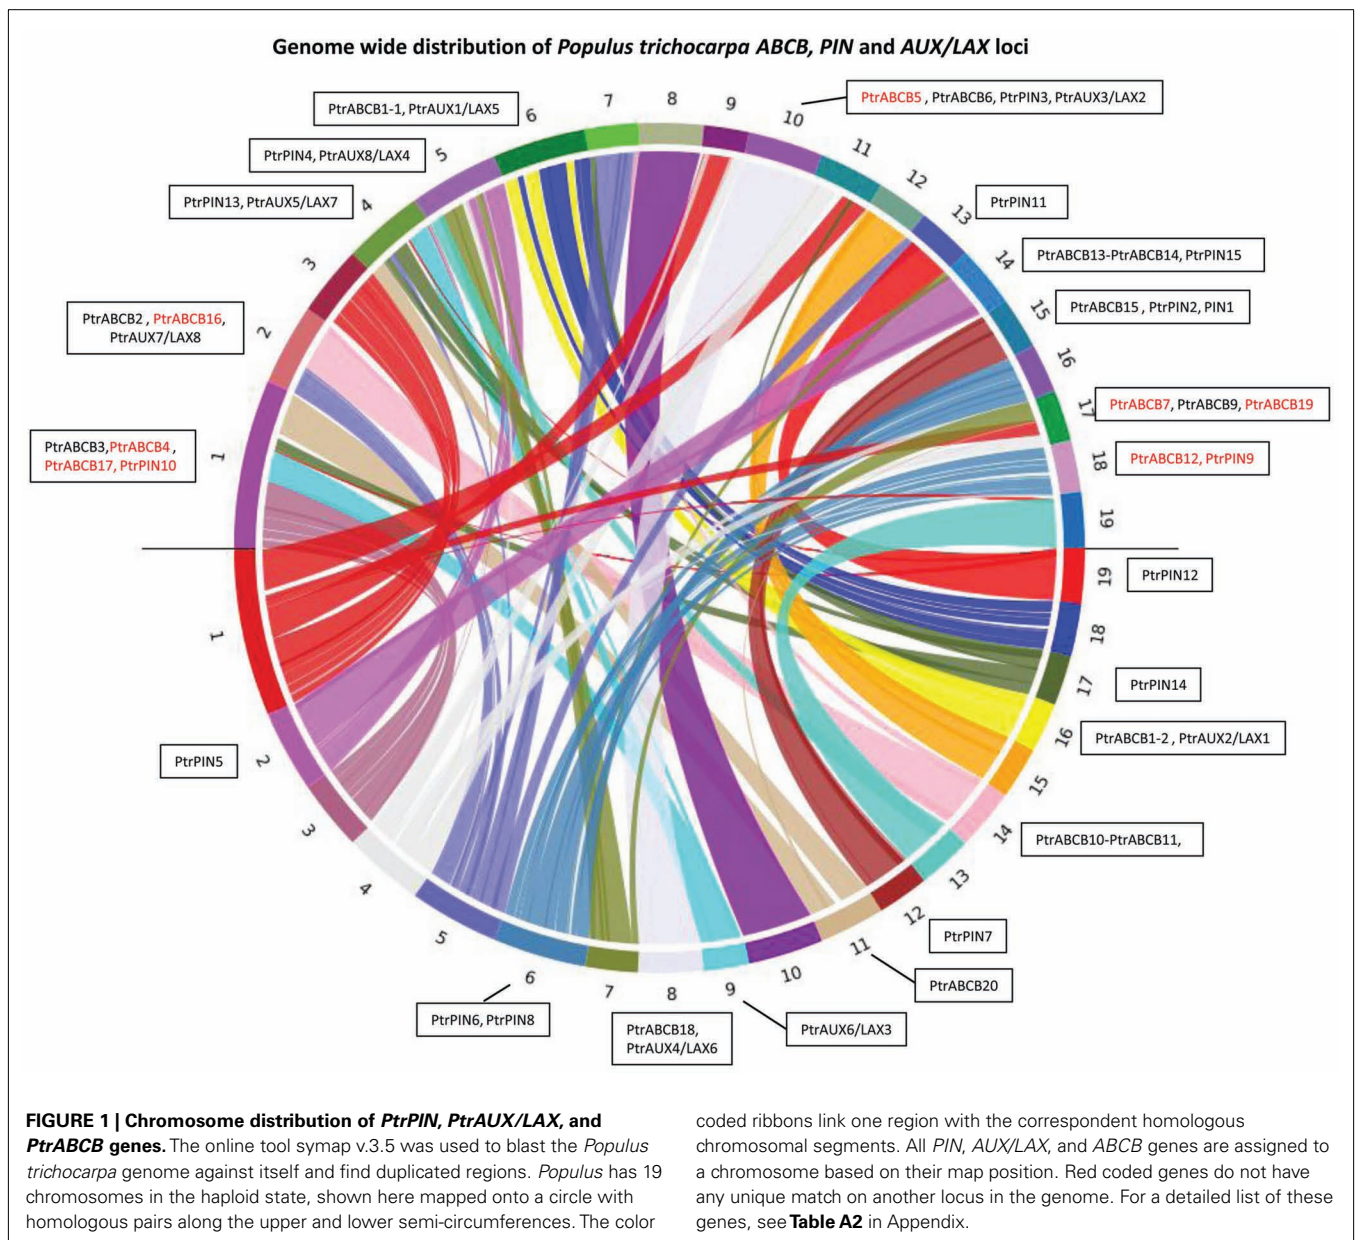 Genome wide distribution of Populus trichocarpa ABCB, PIN and AUX/LAX loci
PtrABCB1-1, PtrAUX1/LAX5
PtrPIN4, PtrAUX8/LAX4
PtrPIN13, PtrAUX5/LAX7
PtrABCB2 , PtrABCB16,
PtrAUX7/LAX8
PtrABCB3,PtrABCB4 ,
PtrABCB17, PtrPIN10
1
2
3
4
5
6
7
8
9
10
11
12
13
14
15
16
17
18
19
PtrABCB5 , PtrABCB6, PtrPIN3, PtrAUX3/LAX2
PtrPIN11
PtrABCB13-PtrABCB14, PtrPIN15
PtrABCB15 , PtrPIN2, PIN1
PtrABCB7, PtrABCB9, PtrABCB19
PtrABCB12, PtrPIN9
1
2
3
4
5
6
7
8
9
10
11
12
13
14
15
16
17
18
19
PtrPIN12
PtrPIN14
PtrABCB1-2 , PtrAUX2/LAX1
PtrABCB10-PtrABCB11,
PtrPIN7
PtrABCB20
PtrAUX6/LAX3
PtrABCB18,
PtrAUX4/LAX6
PtrPIN6, PtrPIN8
PtrPIN5
FIGURE 1 | Chromosome distribution of PtrPIN, PtrAUX/LAX, and
PtrABCB genes. The online tool symap v.3.5 was used to blast the Populus
trichocarpa genome against itself and find duplicated regions. Populus has 19
chromosomes in the haploid state, shown here mapped onto a circle with
homologous pairs along the upper and lower semi-circumferences. The color
coded ribbons link one region with the correspondent homologous
chromosomal segments. All PIN, AUX/LAX, and ABCB genes are assigned to
a chromosome based on their map position. Red coded genes do not have
any unique match on another locus in the genome. For a detailed list of these
genes, see Table A2 in Appendix.